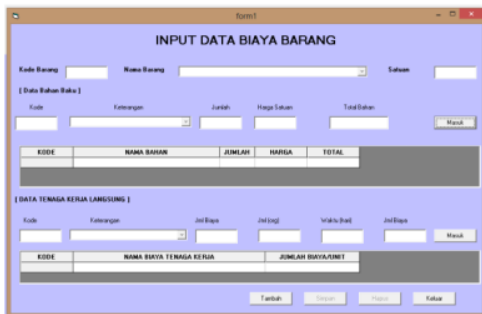 form1
INPUT DATA BIAYA BARANG
Kode Barang Nama Barang Satuan
[ Data Bahan Baku ]
Kode Keterangan Jumlah Harga Satuan Total Bahan
Masuk
KODE NAMA BAHAN JUMLAH HARGA TOTAL
[ DATA TENAGA KERJA LANGSUNG ]
Kode Keterangan Jml Biaya Jml (org) Waktu (hari) Jml Biaya
Masuk
KODE NAMA BIAYA TENAGA KERJA JUMLAH BIAYA/UNIT
Tambah Simpan Hapus Keluar